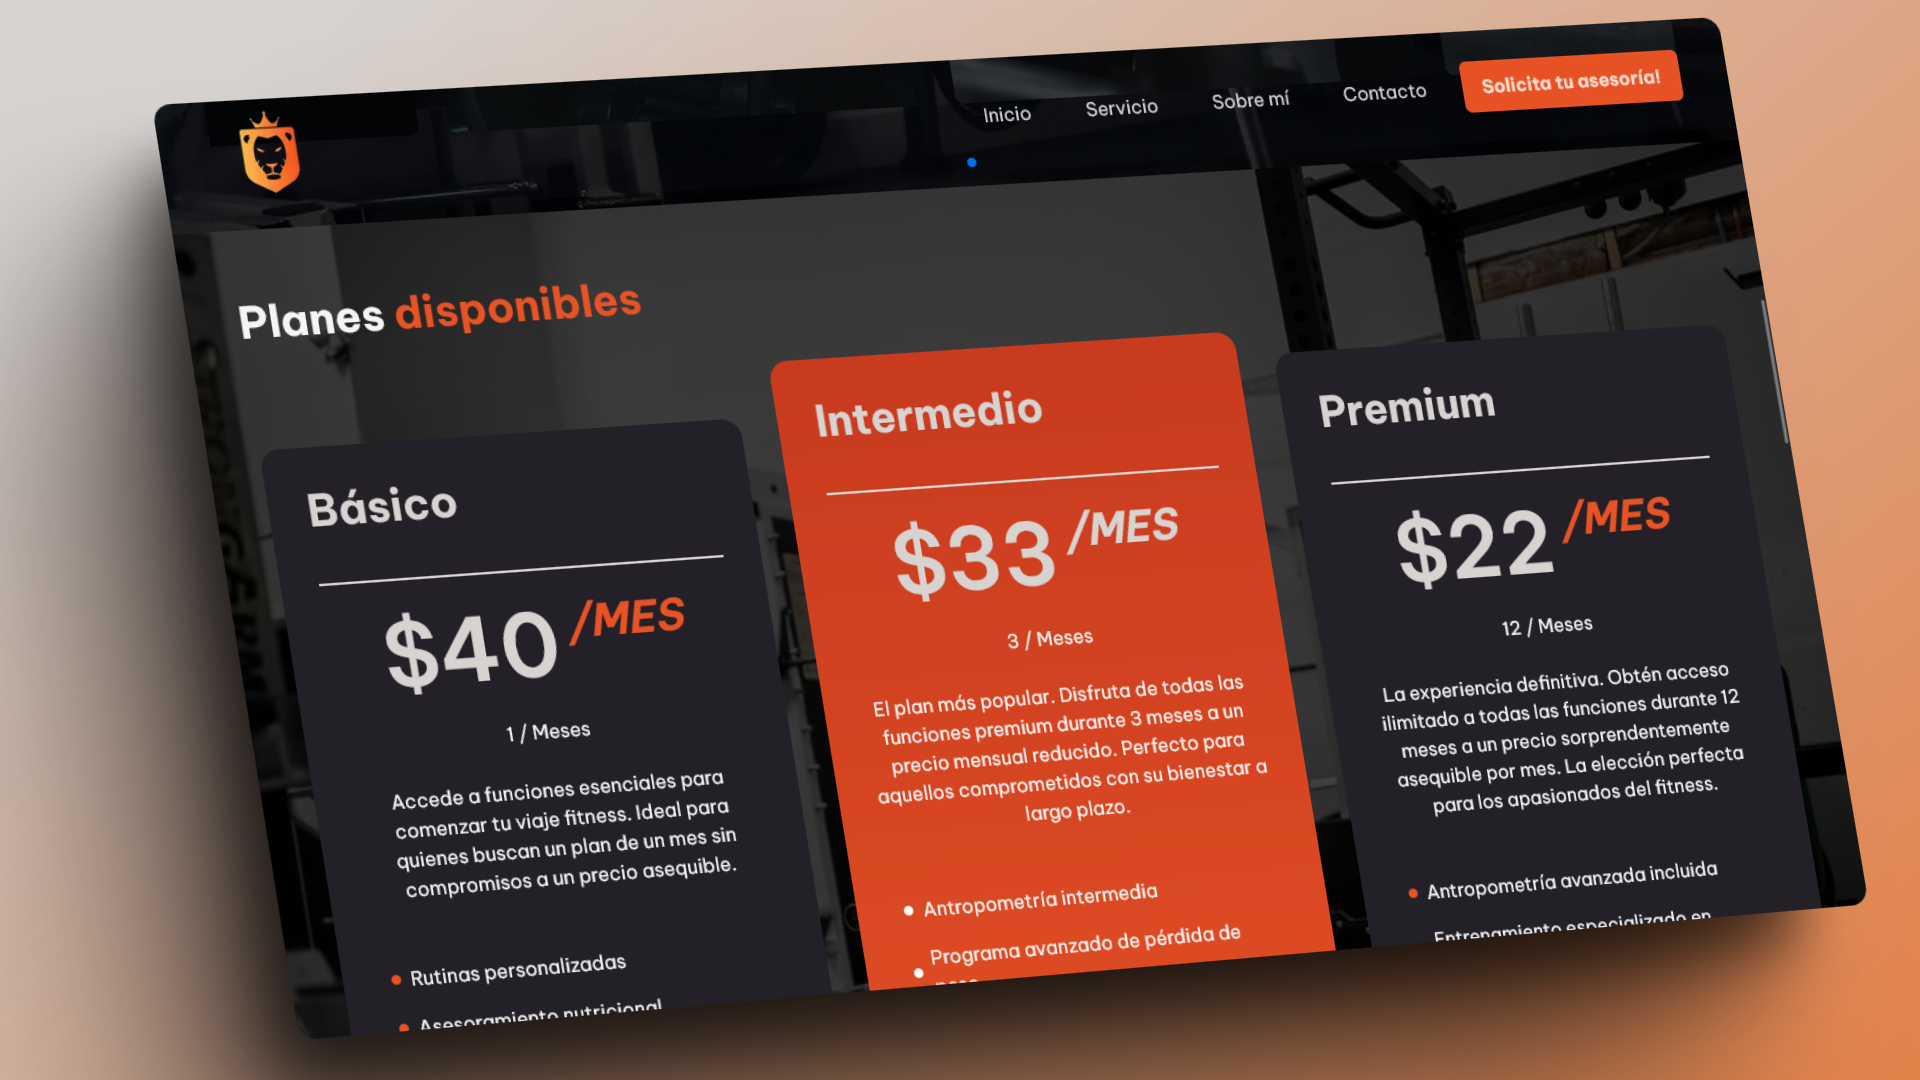 Inicio
Servicio
Sobre mí
Contacto
Solicita tu asesoría!
Planes disponibles
Básico
$40 /MES
1 / Meses
Accede a funciones esenciales para
comenzar tu viaje fitness. Ideal para
quienes buscan un plan de un mes sin
compromisos a un precio asequible.
Rutinas personalizadas
Asesoramiento nutricional
Intermedio
$33 /MES
3 / Meses
El plan más popular. Disfruta de todas las
funciones premium durante 3 meses a un
precio mensual reducido. Perfecto para
aquellos comprometidos con su bienestar a
largo plazo.
Antropometría intermedia
Programa avanzado de pérdida de
Premium
$22 /MES
12 / Meses
La experiencia definitiva. Obtén acceso
ilimitado a todas las funciones durante 12
meses a un precio sorprendentemente
asequible por mes. La elección perfecta
para los apasionados del fitness.
Antropometría avanzada incluida
Entrenamiento especializado en